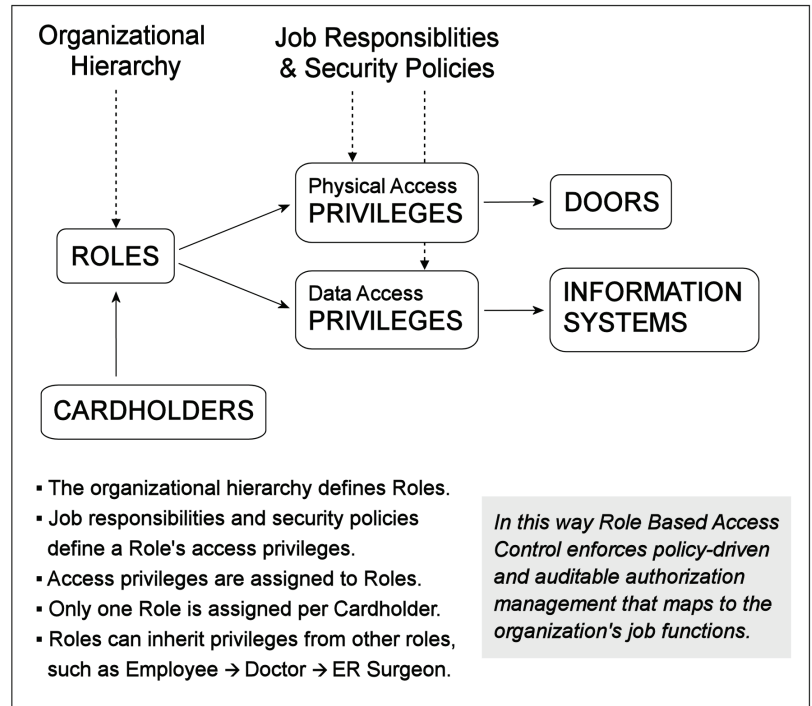 Organizational
Hierarchy
Job Responsiblities
& Security Policies
Physical Access
PRIVILEGES
DOORS
ROLES
Data Access
PRIVILEGES
INFORMATION
SYSTEMS
CARDHOLDERS
▪ The organizational hierarchy defines Roles.
▪ Job responsibilities and security policies
define a Role's access privileges.
▪ Access privileges are assigned to Roles.
▪ Only one Role is assigned per Cardholder.
▪ Roles can inherit privileges from other roles,
such as Employee → Doctor → ER Surgeon.
In this way Role Based Access
Control enforces policy-driven
and auditable authorization
management that maps to the
organization's job functions.